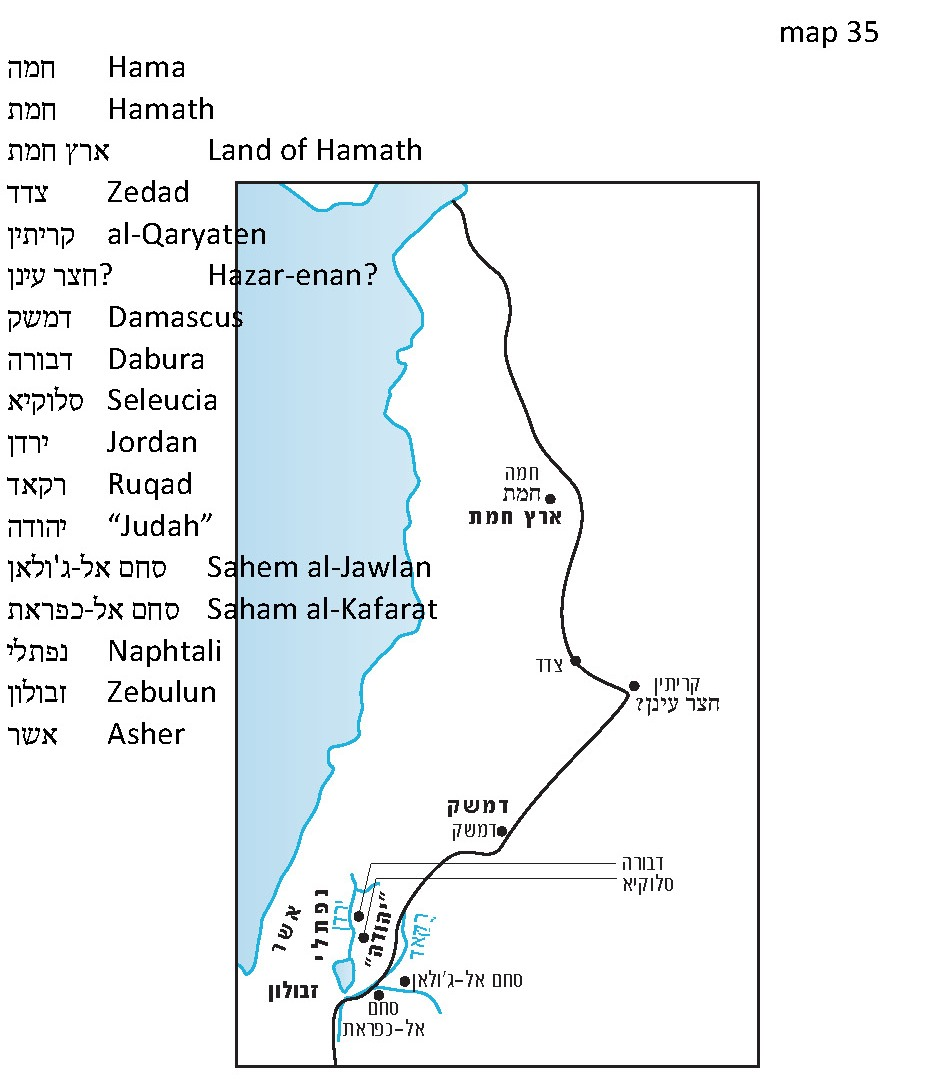 map 35
חמה Hama
חמת Hamath
ארץ חמת Land of Hamath
צדד Zedad
קריתין al-Qaryaten
חצר עינן? Hazar-enan?
דמשק Damascus
דבורה Dabura
סלוקיא Seleucia
ירדן Jordan
רקאד Ruqad
יהודה “Judah”
סחם אל-ג'ולאן Sahem al-Jawlan
סחם אל-כפראת Saham al-Kafarat
נפתלי Naphtali
זבולון Zebulun
אשר Asher
חמה
חמת
ארץ חמת
צדד
קריתין
חצר עינן?
דמשק
דמשק
דבורה
סלוקיא
אשר
נפתלי
ירדן
"יהודה"
רקאד
סחם אל-ג'ולאן
זבולון
סחם
אל-כפראת